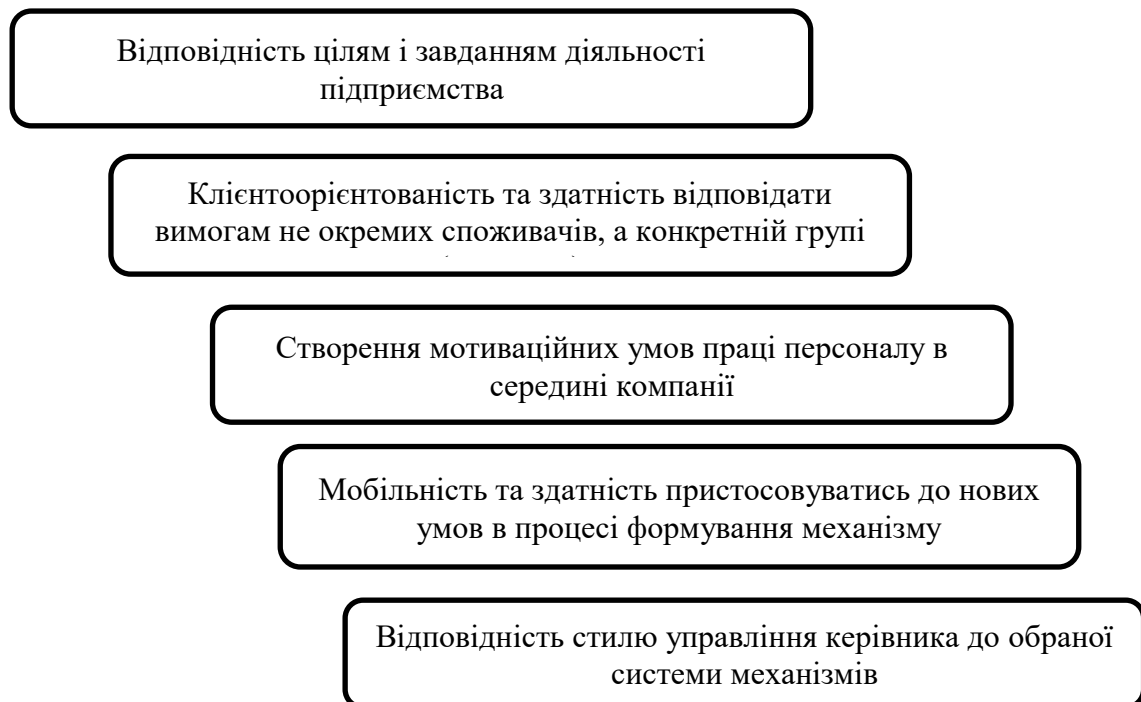 Відповідність цілям і завданням діяльності
підприємства
Клієнтоорієнтованість та здатність відповідати
вимогам не окремих споживачів, а конкретній групі
Створення мотиваційних умов праці персоналу в
середині компанії
Мобільність та здатність пристосовуватись до нових
умов в процесі формування механізму
Відповідність стилю управління керівника до обраної
системи механізмів